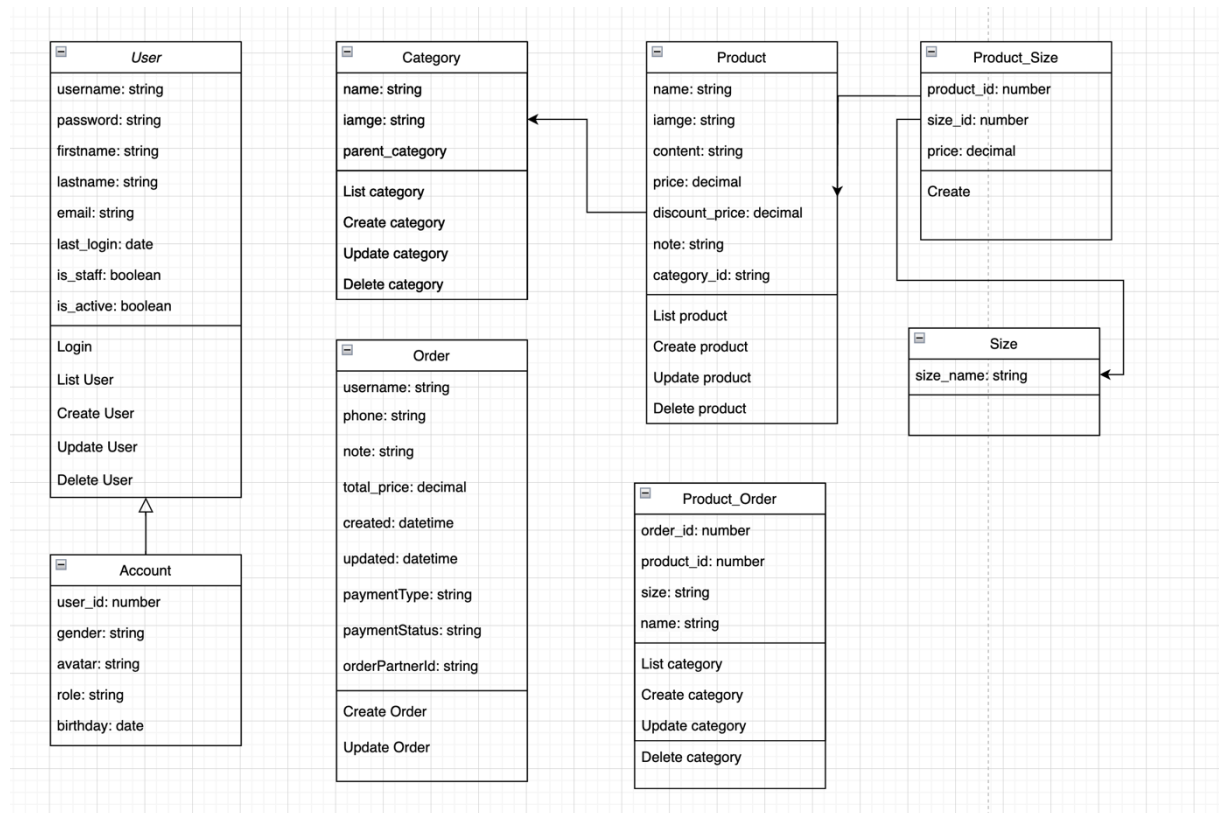 User
username: string
password: string
firstname: string
lastname: string
email: string
last_login: date
is_staff: boolean
is_active: boolean
Login
List User
Create User
Update User
Delete User
Account
user_id: number
gender: string
avatar: string
role: string
birthday: date
Category
name: string
iamge: string
parent_category
List category
Create category
Update category
Delete category
Order
username: string
phone: string
note: string
total_price: decimal
created: datetime
updated: datetime
paymentType: string
paymentStatus: string
orderPartnerId: string
Create Order
Update Order
Product
name: string
iamge: string
content: string
price: decimal
discount_price: decimal
note: string
category_id: string
List product
Create product
Update product
Delete product
Product_Order
order_id: number
product_id: number
size: string
name: string
List category
Create category
Update category
Delete category
Product_Size
product_id: number
size_id: number
price: decimal
Create
Size
size_name: string